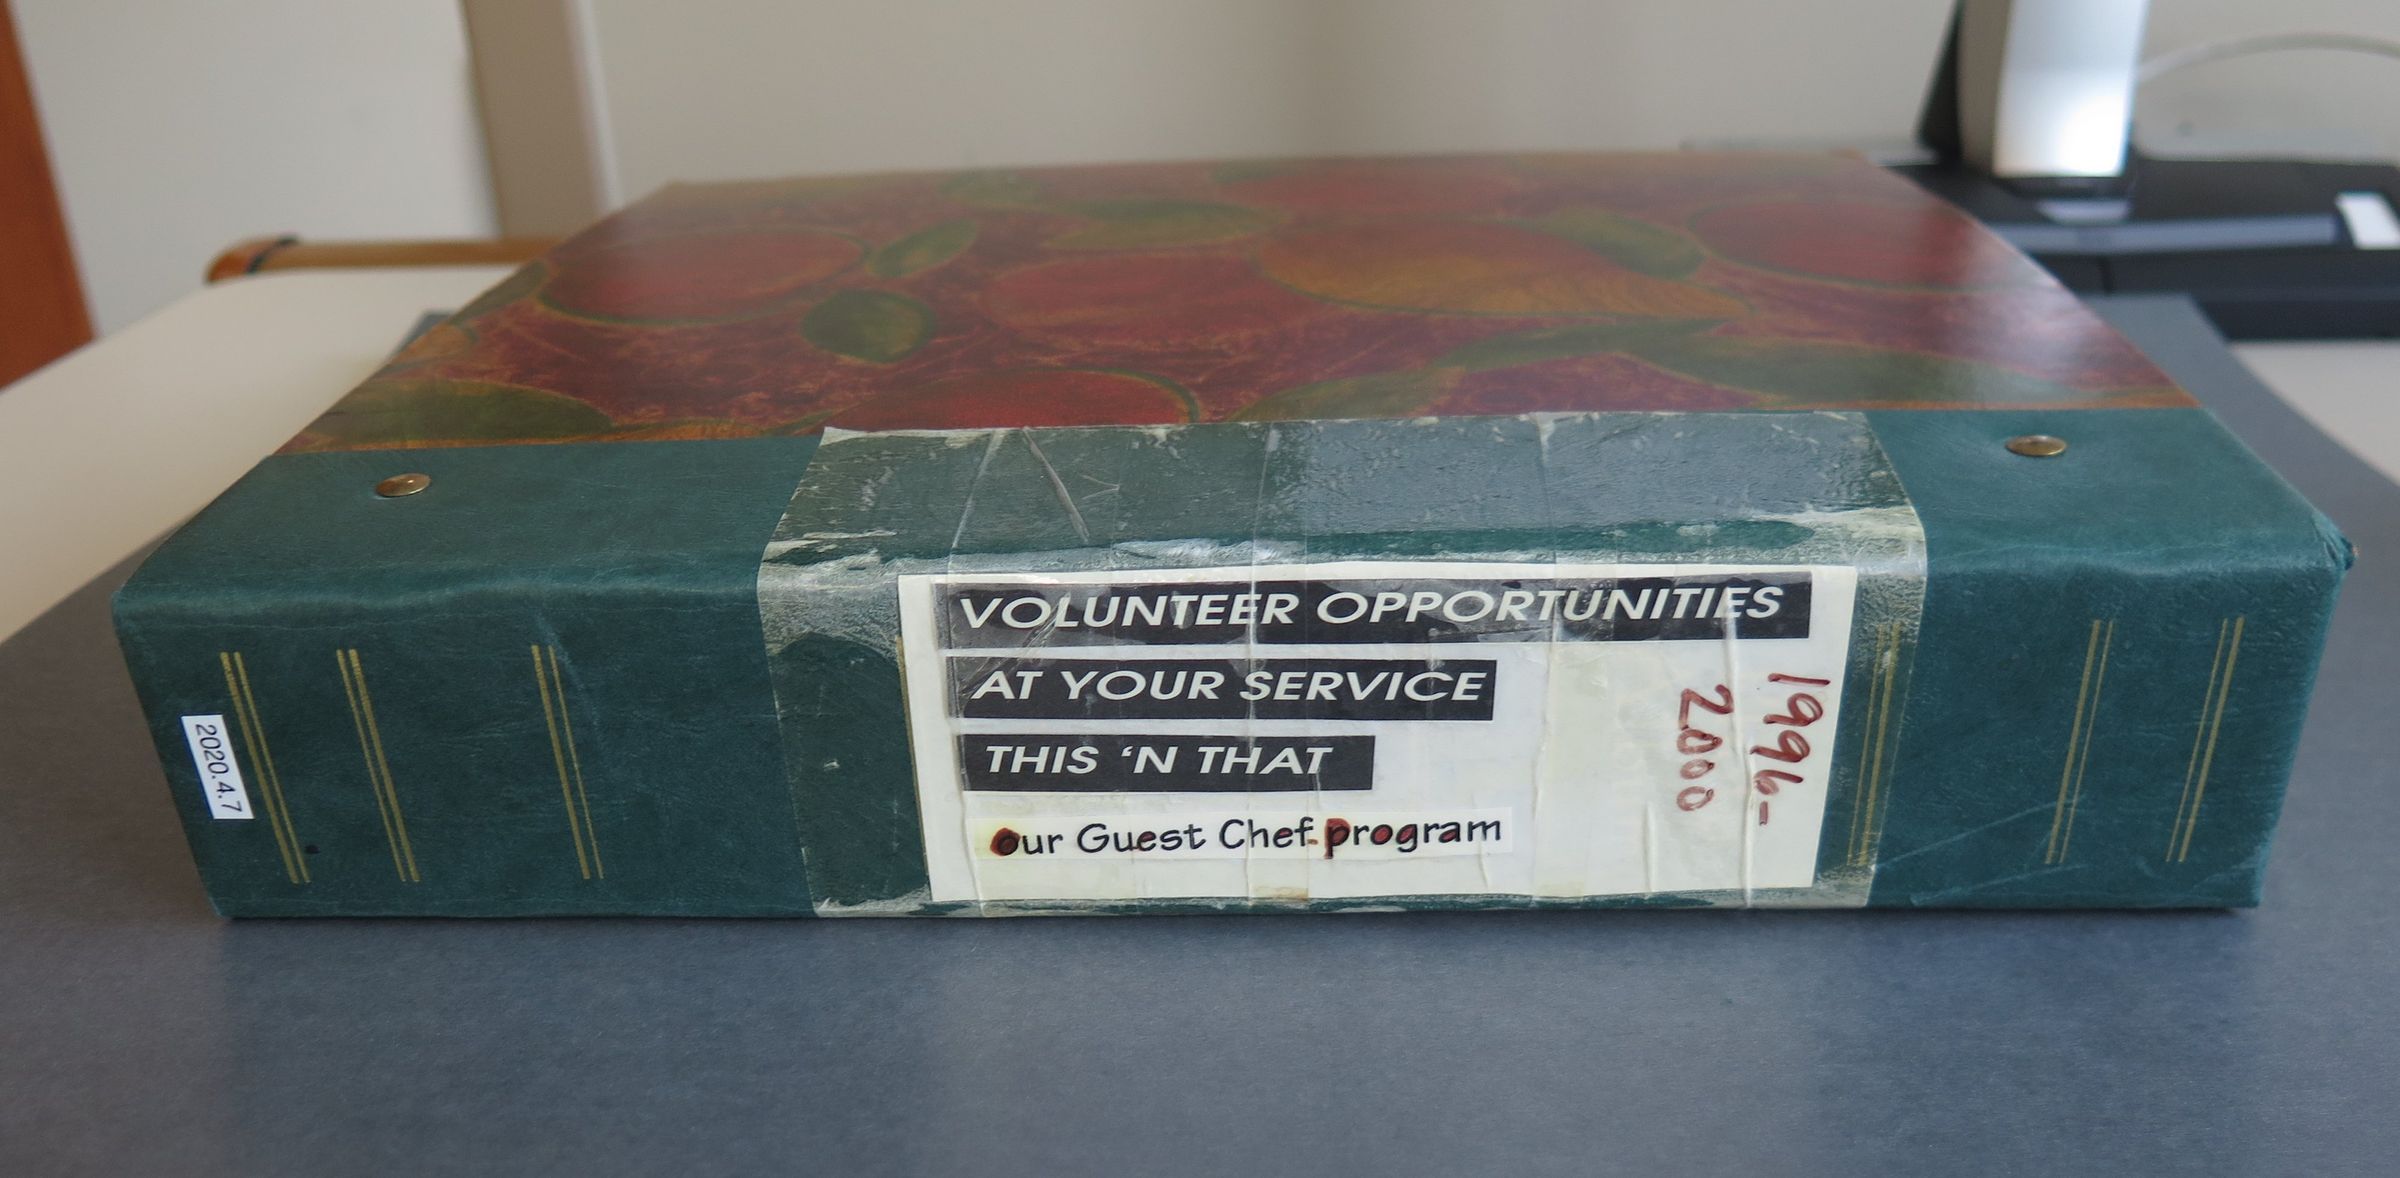 VOLUNTEER OPPORTUNITIES
AT YOUR SERVICE
THIS 'N THAT
our Guest Chef program
1996-
2000
2020.4.7